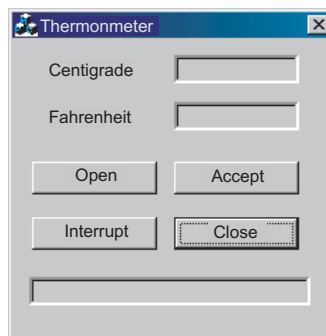 Thermonmeter
Centigrade
Fahrenheit
Open Accept
Interrupt Close